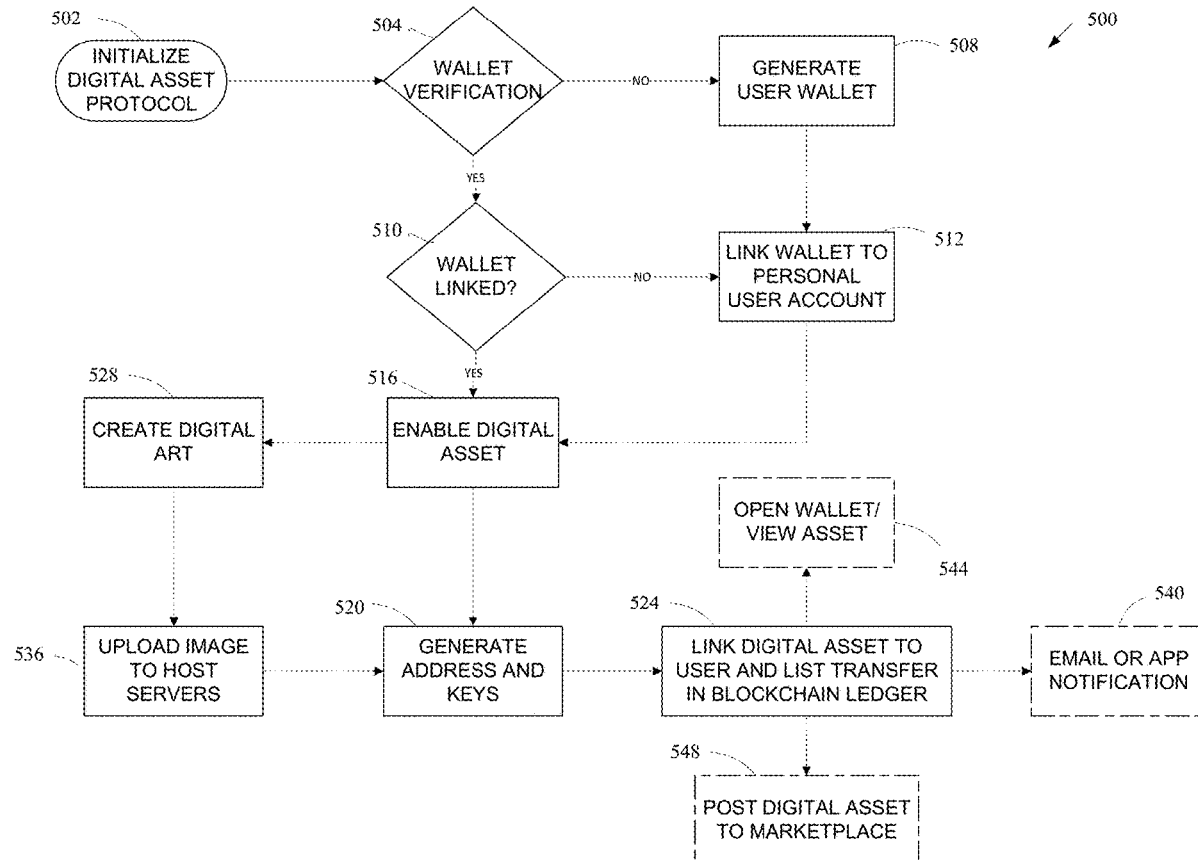 502
504
500
508
INITIALIZE
DIGITAL ASSET
PROTOCOL
WALLET
VERIFICATION
NO
GENERATE
USER WALLET
YES
510
512
WALLET
LINKED?
NO
LINK WALLET TO
PERSONAL
USER ACCOUNT
YES
528
516
CREATE DIGITAL
ART
ENABLE DIGITAL
ASSET
OPEN WALLET/
VIEW ASSET
544
520
524
540
536
UPLOAD IMAGE
TO HOST
SERVERS
GENERATE
ADDRESS AND
KEYS
LINK DIGITAL ASSET TO
USER AND LIST TRANSFER
IN BLOCKCHAIN LEDGER
EMAIL OR APP
NOTIFICATION
548
POST DIGITAL ASSET
TO MARKETPLACE